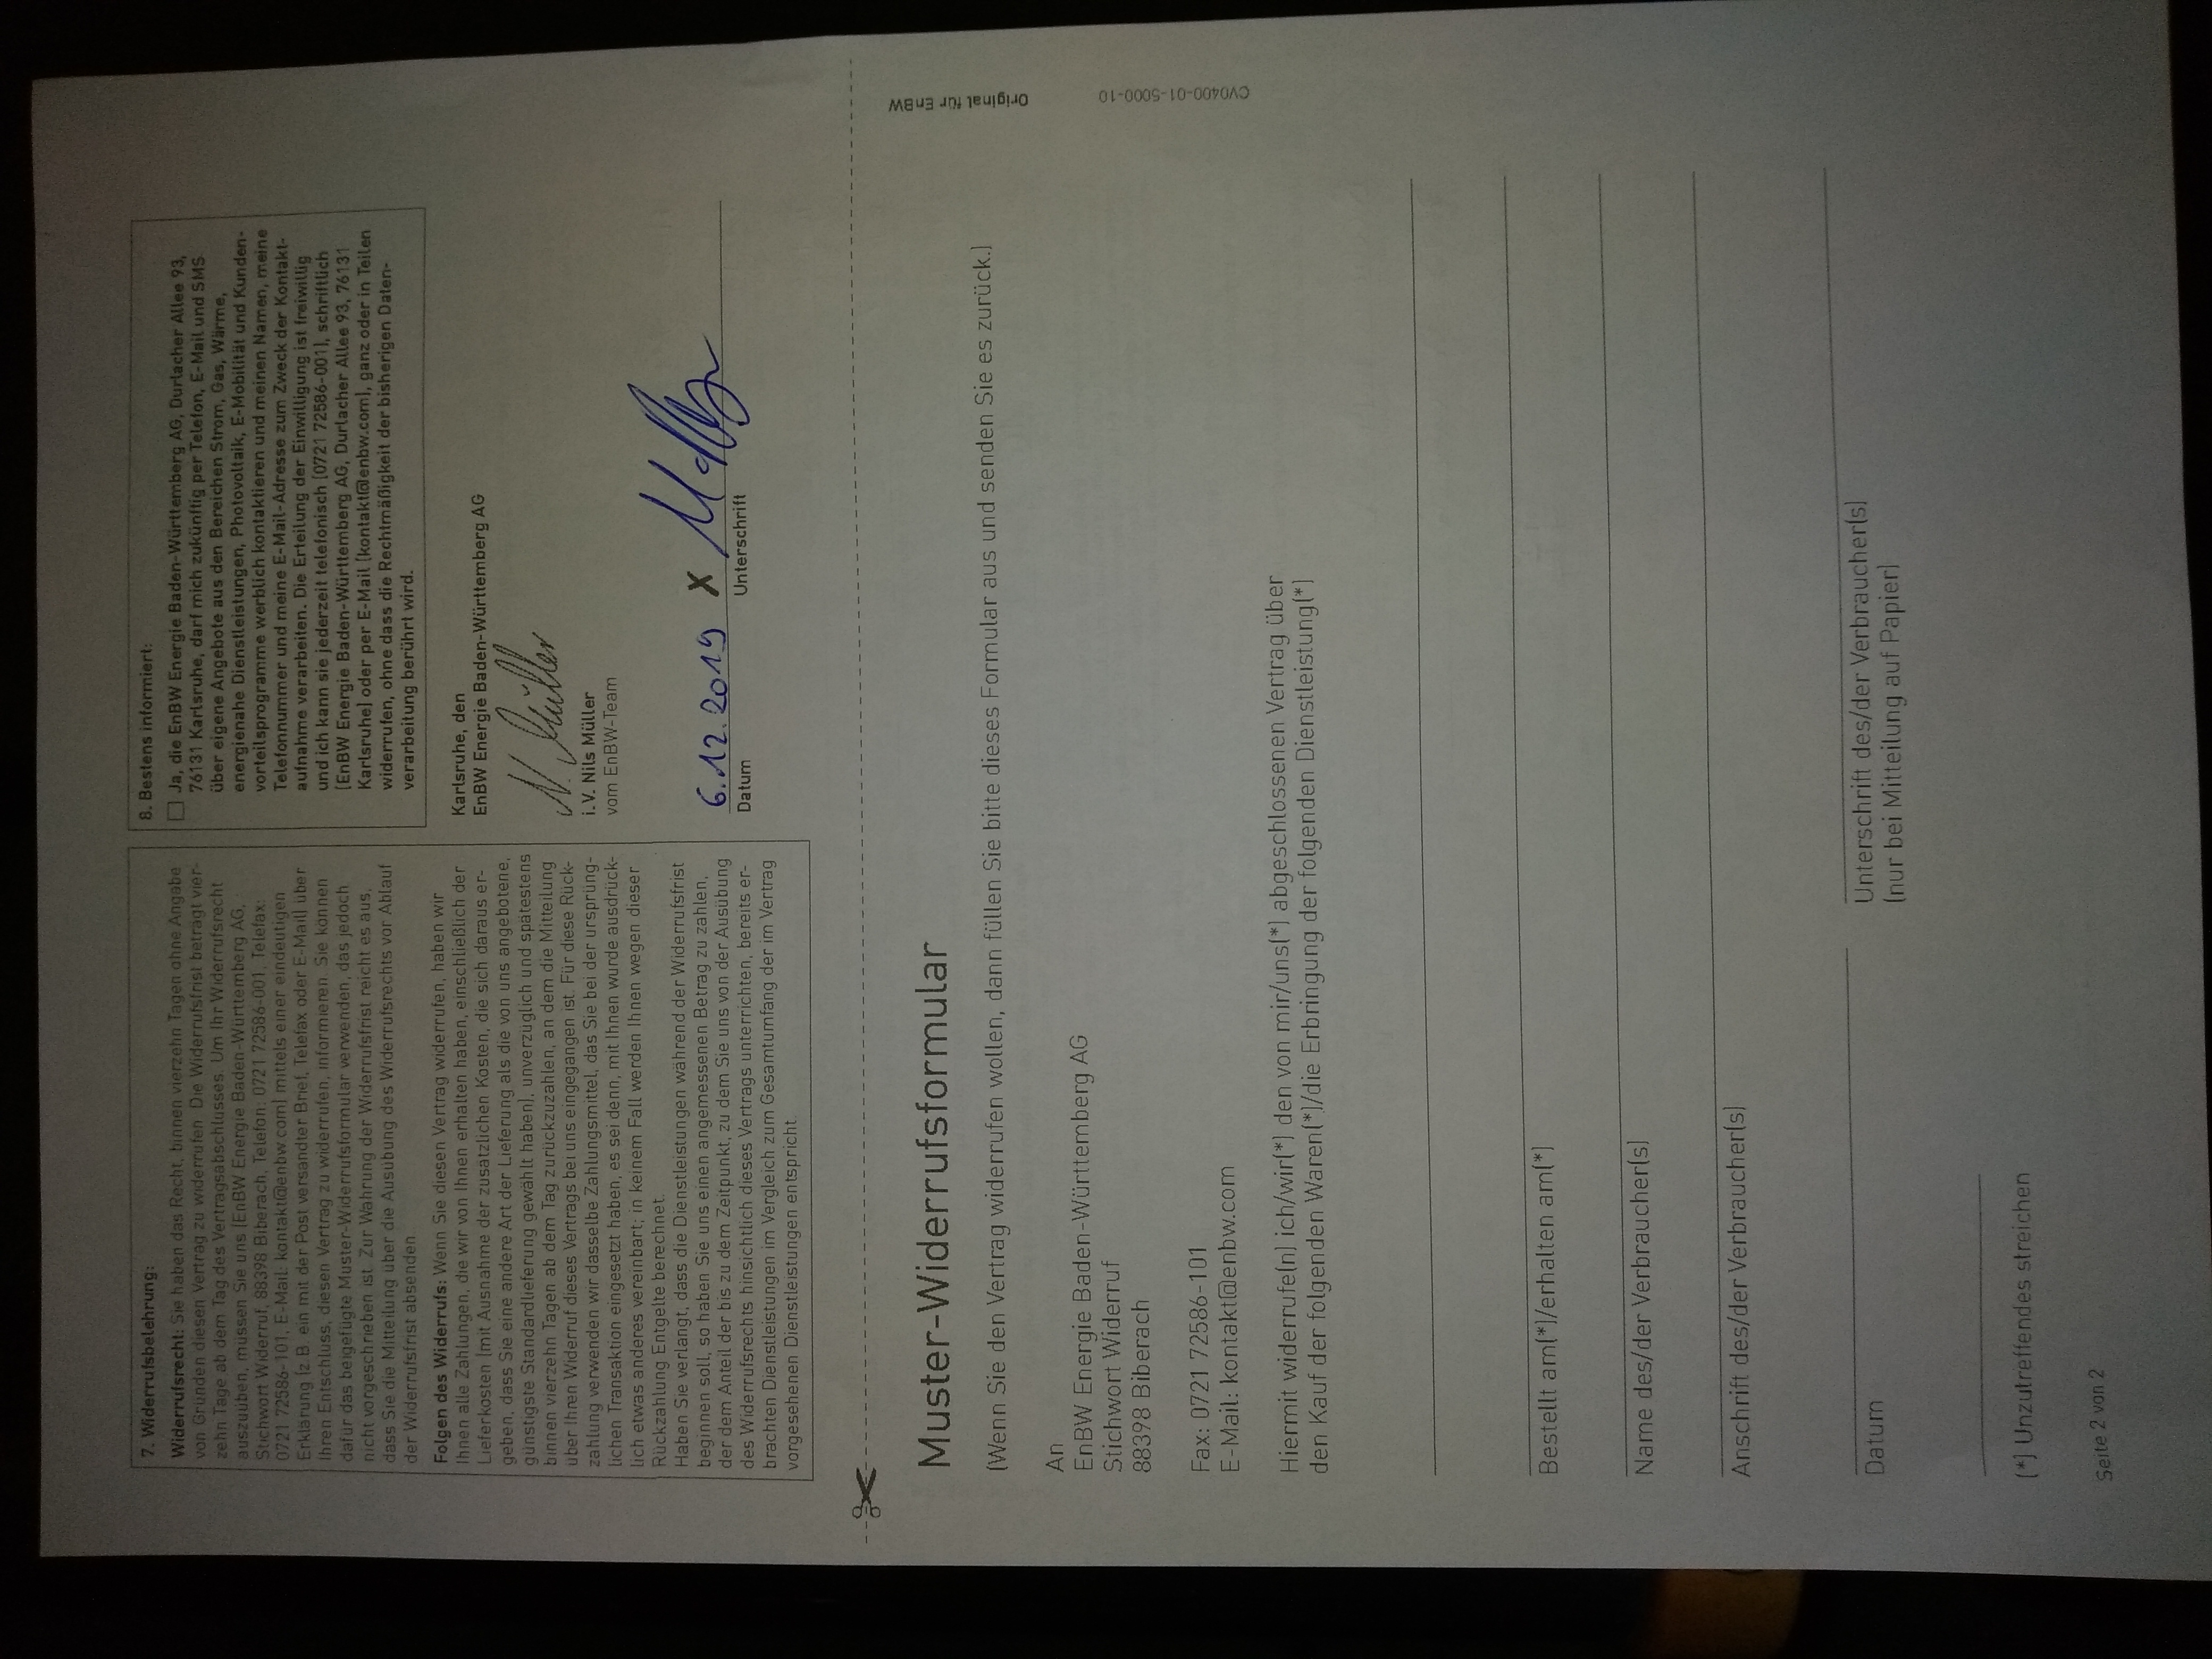 7. Widerrufsbelehrung:
Widerrufsrecht: Sie haben das Recht, binnen vierzehn Tagen ohne Angabe
von Gründen diesen Vertrag zu widerrufen. Die Widerrufsfrist beträgt vier-
zehn Tage ab dem Tag des Vertragsabschlusses. Um Ihr Widerrufsrecht
auszuüben, müssen Sie uns (EnBW Energie Baden-Württemberg AG,
Stichwort Widerruf, 88398 Biberach, Telefon: 0721 72586-001, Telefax:
0721 72586-101, E-Mail: kontakt@enbw.com) mittels einer eindeutigen
Erklärung (z.B. ein mit der Post versandter Brief, Telefax oder E-Mail) über
Ihren Entschluss, diesen Vertrag zu widerrufen, informieren. Sie können
dafür das beigefügte Muster-Widerrufsformular verwenden, das jedoch
nicht vorgeschrieben ist. Zur Wahrung der Widerrufsfrist reicht es aus,
dass Sie die Mitteilung über die Ausübung des Widerrufsrechts vor Ablauf
der Widerrufsfrist absenden.
Folgen des Widerrufs: Wenn Sie diesen Vertrag widerrufen, haben wir
Ihnen alle Zahlungen, die wir von Ihnen erhalten haben, einschließlich der
Lieferkosten (mit Ausnahme der zusätzlichen Kosten, die sich daraus er-
geben, dass Sie eine andere Art der Lieferung als die von uns angebotene,
günstigste Standardlieferung gewählt haben), unverzüglich und spätestens
binnen vierzehn Tagen ab dem Tag zurückzuzahlen, an dem die Mitteilung
über Ihren Widerruf dieses Vertrags bei uns eingegangen ist. Für diese Rück-
zahlung verwenden wir dasselbe Zahlungsmittel, das Sie bei der ursprüng-
lichen Transaktion eingesetzt haben, es sei denn, mit Ihnen wurde ausdrück-
lich etwas anderes vereinbart; in keinem Fall werden Ihnen wegen dieser
Rückzahlung Entgelte berechnet.
Haben Sie verlangt, dass die Dienstleistungen während der Widerrufsfrist
beginnen soll, so haben Sie uns einen angemessenen Betrag zu zahlen,
der dem Anteil der bis zu dem Zeitpunkt, zu dem Sie uns von der Ausübung
des Widerrufsrechts hinsichtlich dieses Vertrags unterrichten, bereits er-
brachten Dienstleistungen im Vergleich zum Gesamtumfang der im Vertrag
vorgesehenen Dienstleistungen entspricht.
8. Bestens informiert:
Ja, die EnBW Energie Baden-Württemberg AG, Durlacher Allee 93,
76131 Karlsruhe, darf mich zukünftig per Telefon, E-Mail und SMS
über eigene Angebote aus den Bereichen Strom, Gas, Wärme,
energienahe Dienstleistungen, Photovoltaik, E-Mobilität und Kunden-
vorteilsprogramme werblich kontaktieren und meinen Namen, meine
Telefonnummer und meine E-Mail-Adresse zum Zweck der Kontakt-
aufnahme verarbeiten. Die Erteilung der Einwilligung ist freiwillig
und ich kann sie jederzeit telefonisch (0721 72586-001), schriftlich
(EnBW Energie Baden-Württemberg AG, Durlacher Allee 93, 76131
Karlsruhe) oder per E-Mail (kontakt@enbw.com), ganz oder in Teilen
widerrufen, ohne dass die Rechtmäßigkeit der bisherigen Daten-
verarbeitung berührt wird.
Karlsruhe, den
EnBW Energie Baden-Württemberg AG
N. Müller
i.V. Nils Müller
vom EnBW-Team
6.12.2019 X
Datum Unterschrift
Muster-Widerrufsformular
(Wenn Sie den Vertrag widerrufen wollen, dann füllen Sie bitte dieses Formular aus und senden Sie es zurück.)
An
EnBW Energie Baden-Württemberg AG
Stichwort Widerruf
88398 Biberach
Fax: 0721 72586-101
E-Mail: kontakt@enbw.com
Hiermit widerrufe(n) ich/wir(*) den von mir/uns(*) abgeschlossenen Vertrag über
den Kauf der folgenden Waren(*)/die Erbringung der folgenden Dienstleistung(*)
Bestellt am(*)/erhalten am(*)
Name des/der Verbraucher(s)
Anschrift des/der Verbraucher(s)
Datum
Unterschrift des/der Verbraucher(s)
(nur bei Mitteilung auf Papier)
(*) Unzutreffendes streichen
Seite 2 von 2
Original für EnBW
CV0400-01-5000-10